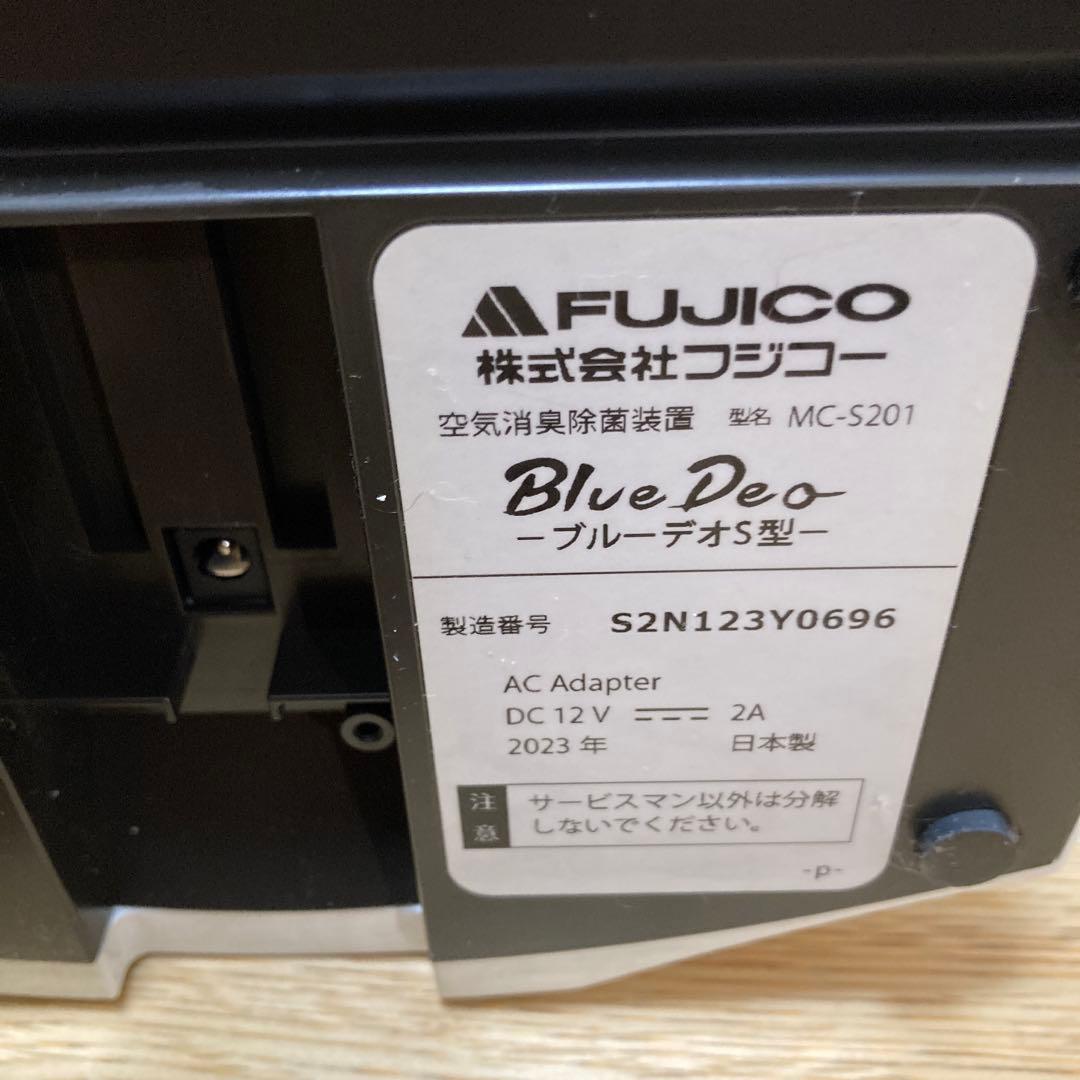 FUJICO
株式会社フジコー
空気消臭除菌装置 型名 MC-S201
Blue Deo
−ブルーデオS型−
製造番号 S2N123Y0696
AC Adapter
DC 12 V ⎓ 2A
2023 年 日本製
注意
サービスマン以外は分解
しないでください。
-p-